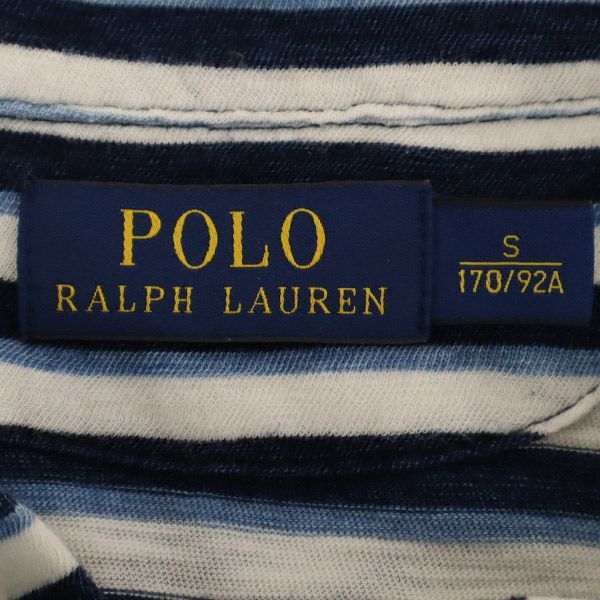 POLO
RALPH LAUREN
S
170/92A